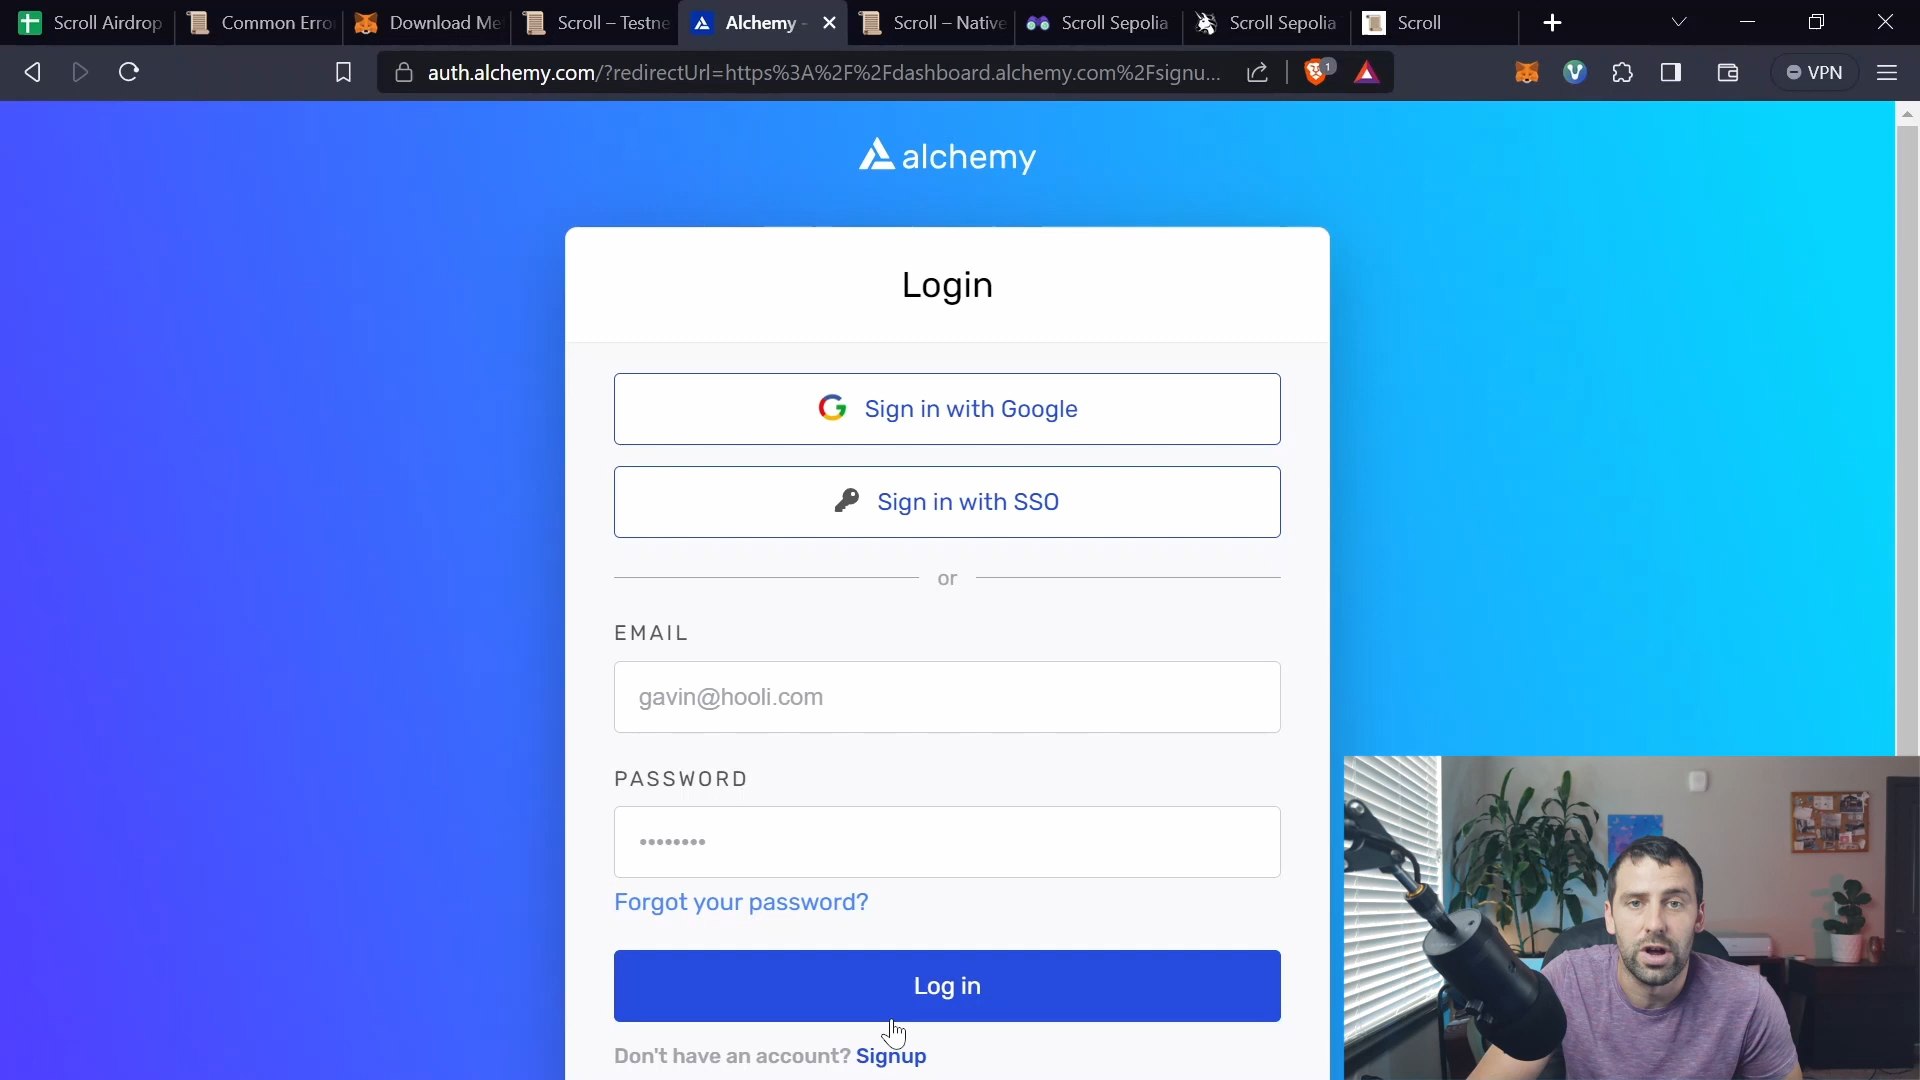 Scroll Airdrop
Common Erro
Download Me
Scroll – Testne
Alchemy -
Scroll – Native
Scroll Sepolia
Scroll Sepolia
Scroll
auth.alchemy.com/?redirectUrl=https%3A%2F%2Fdashboard.alchemy.com%2Fsignu...
1
VPN
alchemy
Login
Sign in with Google
Sign in with SSO
or
EMAIL
gavin@hooli.com
PASSWORD
••••••••
Forgot your password?
Log in
Don't have an account? Signup